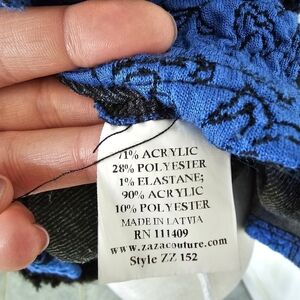 71% ACRYLIC
28% POLYESTER
1% ELASTANE;
90% ACRYLIC
10% POLYESTER
MADE IN LATVIA
RN 111409
www.zazacouture.com
Style ZZ 152